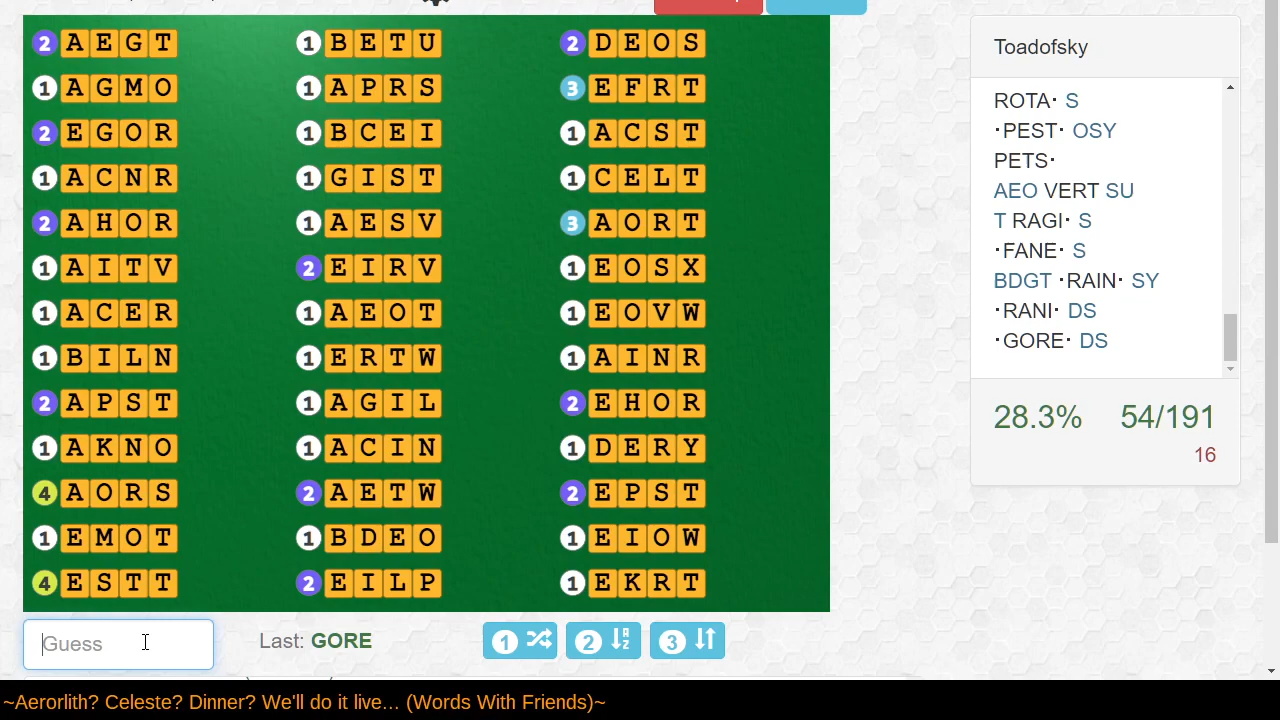 2 AEGT 1 BETU 2 DEOS
1 AGMO 1 APRS 3 EFRT
2 EGOR 1 BCEI 1 ACST
1 ACNR 1 GIST 1 CELT
2 AHOR 1 AESV 3 AORT
1 AITV 2 EIRV 1 EOSX
1 ACER 1 AEOT 1 EOVW
1 BILN 1 ERTW 1 AINR
2 APST 1 AGIL 2 EHOR
1 AKNO 1 ACIN 1 DERY
4 AORS 2 AETW 2 EPST
1 EMOT 1 BDEO 1 EIOW
4 ESTT 2 EILP 1 EKRT
Guess
Last: GORE
1 2 3
Toadofsky
ROTA· S
·PEST· OSY
PETS·
AEO VERT SU
T RAGI· S
·FANE· S
BDGT ·RAIN· SY
·RANI· DS
·GORE· DS
28.3% 54/191
16
~Aerorlith? Celeste? Dinner? We'll do it live... (Words With Friends)~